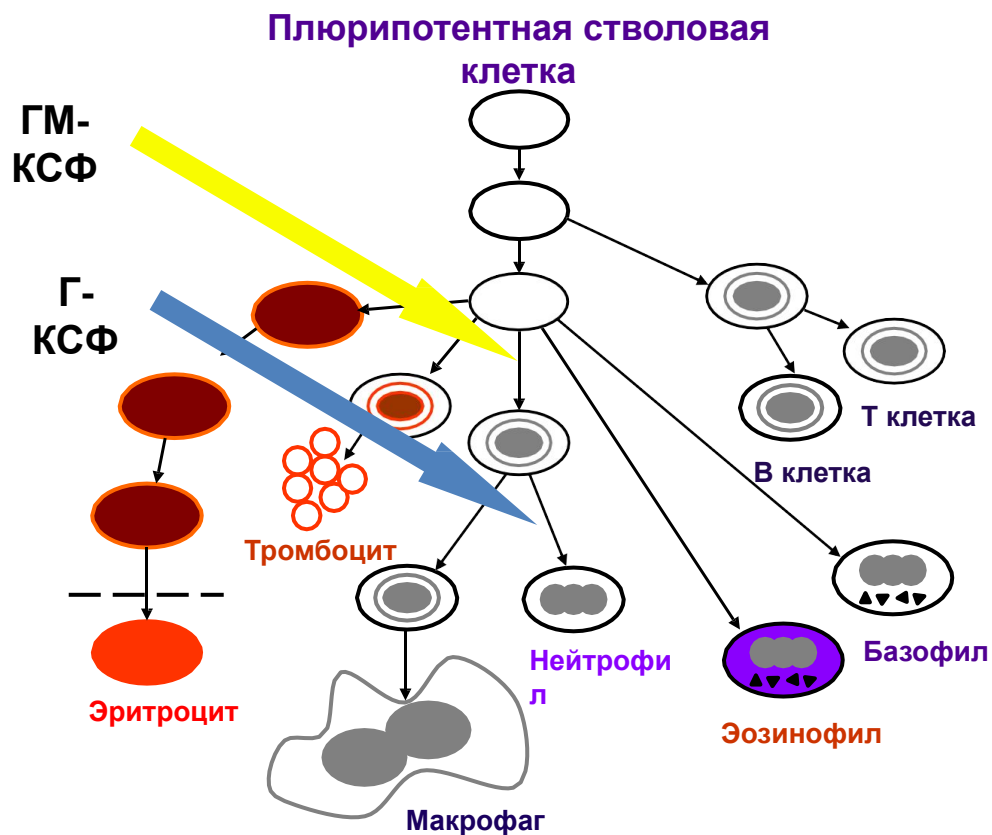 Плюрипотентная стволовая
клетка
ГМ-
КСФ
Г-
КСФ
Т клетка
В клетка
Тромбоцит
Нейтрофи
л
Базофил
Эритроцит
Эозинофил
Макрофаг